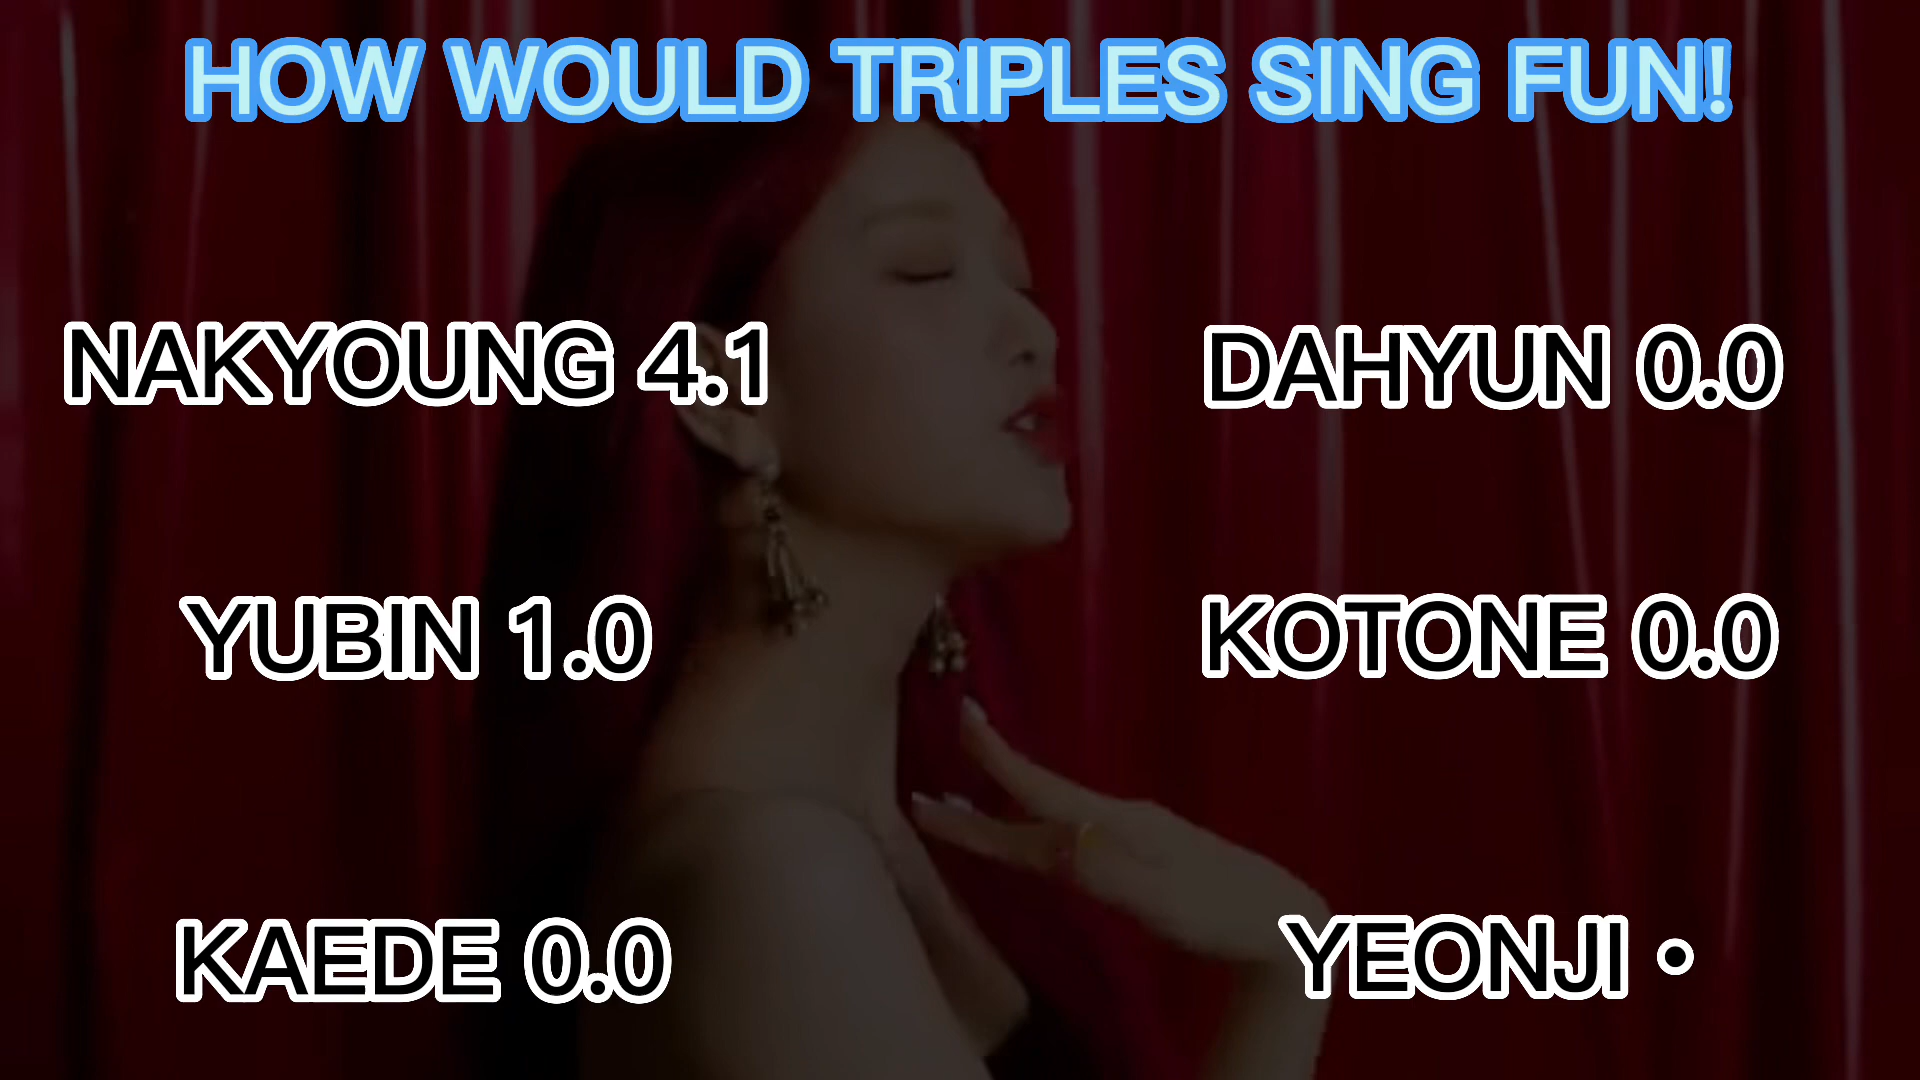 HOW WOULD TRIPLES SING FUN!
NAKYOUNG 4.1
DAHYUN 0.0
YUBIN 1.0
KOTONE 0.0
KAEDE 0.0
YEONJI •